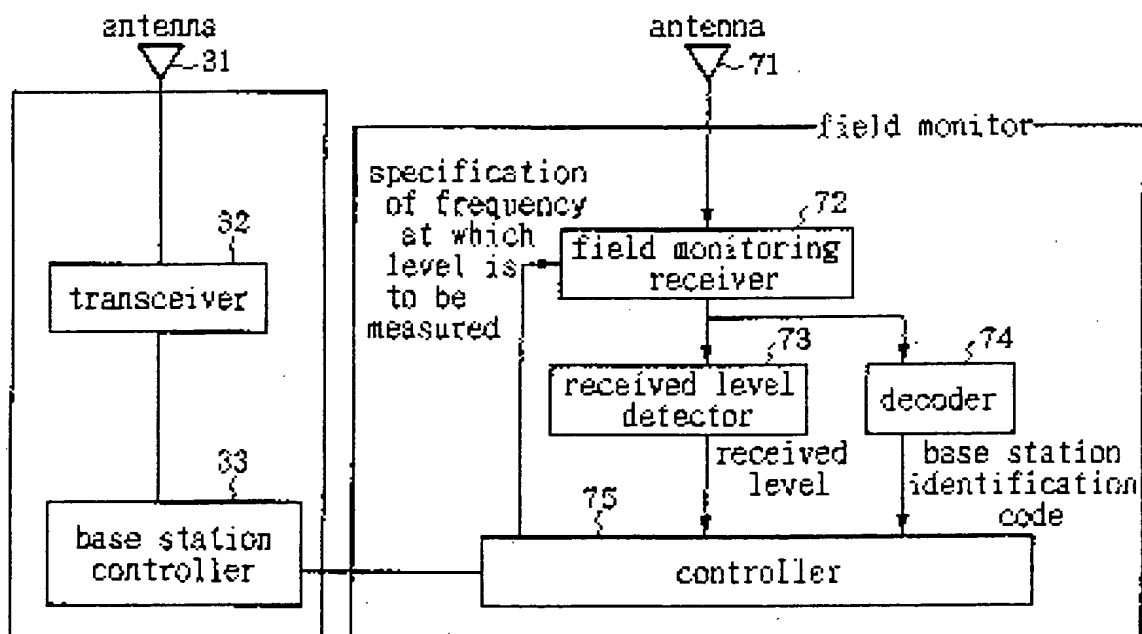 antenna
31
antenna
71
field monitor
specification
of frequency
at which
level is
to be
measured
72
field monitoring
receiver
32
transceiver
73
received level
detector
74
decoder
received
level
base station
identification
code
33
base station
controller
75
controller